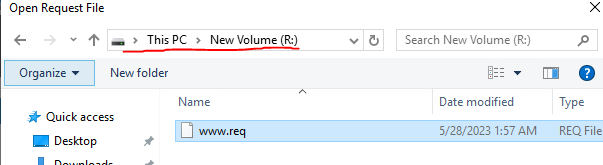 Open Request File
This PC > New Volume (R:)
Search New Volume (R:)
Organize
New folder
Name
Date modified
Type
Quick access
www.req
5/28/2023 1:57 AM
REQ File
Desktop
Downloads